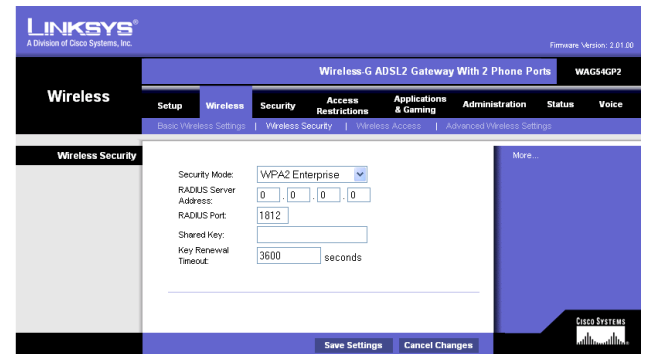 LINKSYS®
A Division of Cisco Systems, Inc.
Firmware Version: 2.01.00
Wireless-G ADSL2 Gateway With 2 Phone Ports WAG54GP2
Wireless
Setup Wireless Security Access Restrictions Applications & Gaming Administration Status Voice
Basic Wireless Settings | Wireless Security | Wireless Access | Advanced Wireless Settings
Wireless Security
More...
Security Mode: WPA2 Enterprise
RADIUS Server Address: 0 . 0 . 0 . 0
RADIUS Port: 1812
Shared Key:
Key Renewal Timeout: 3600 seconds
CISCO SYSTEMS
Save Settings Cancel Changes